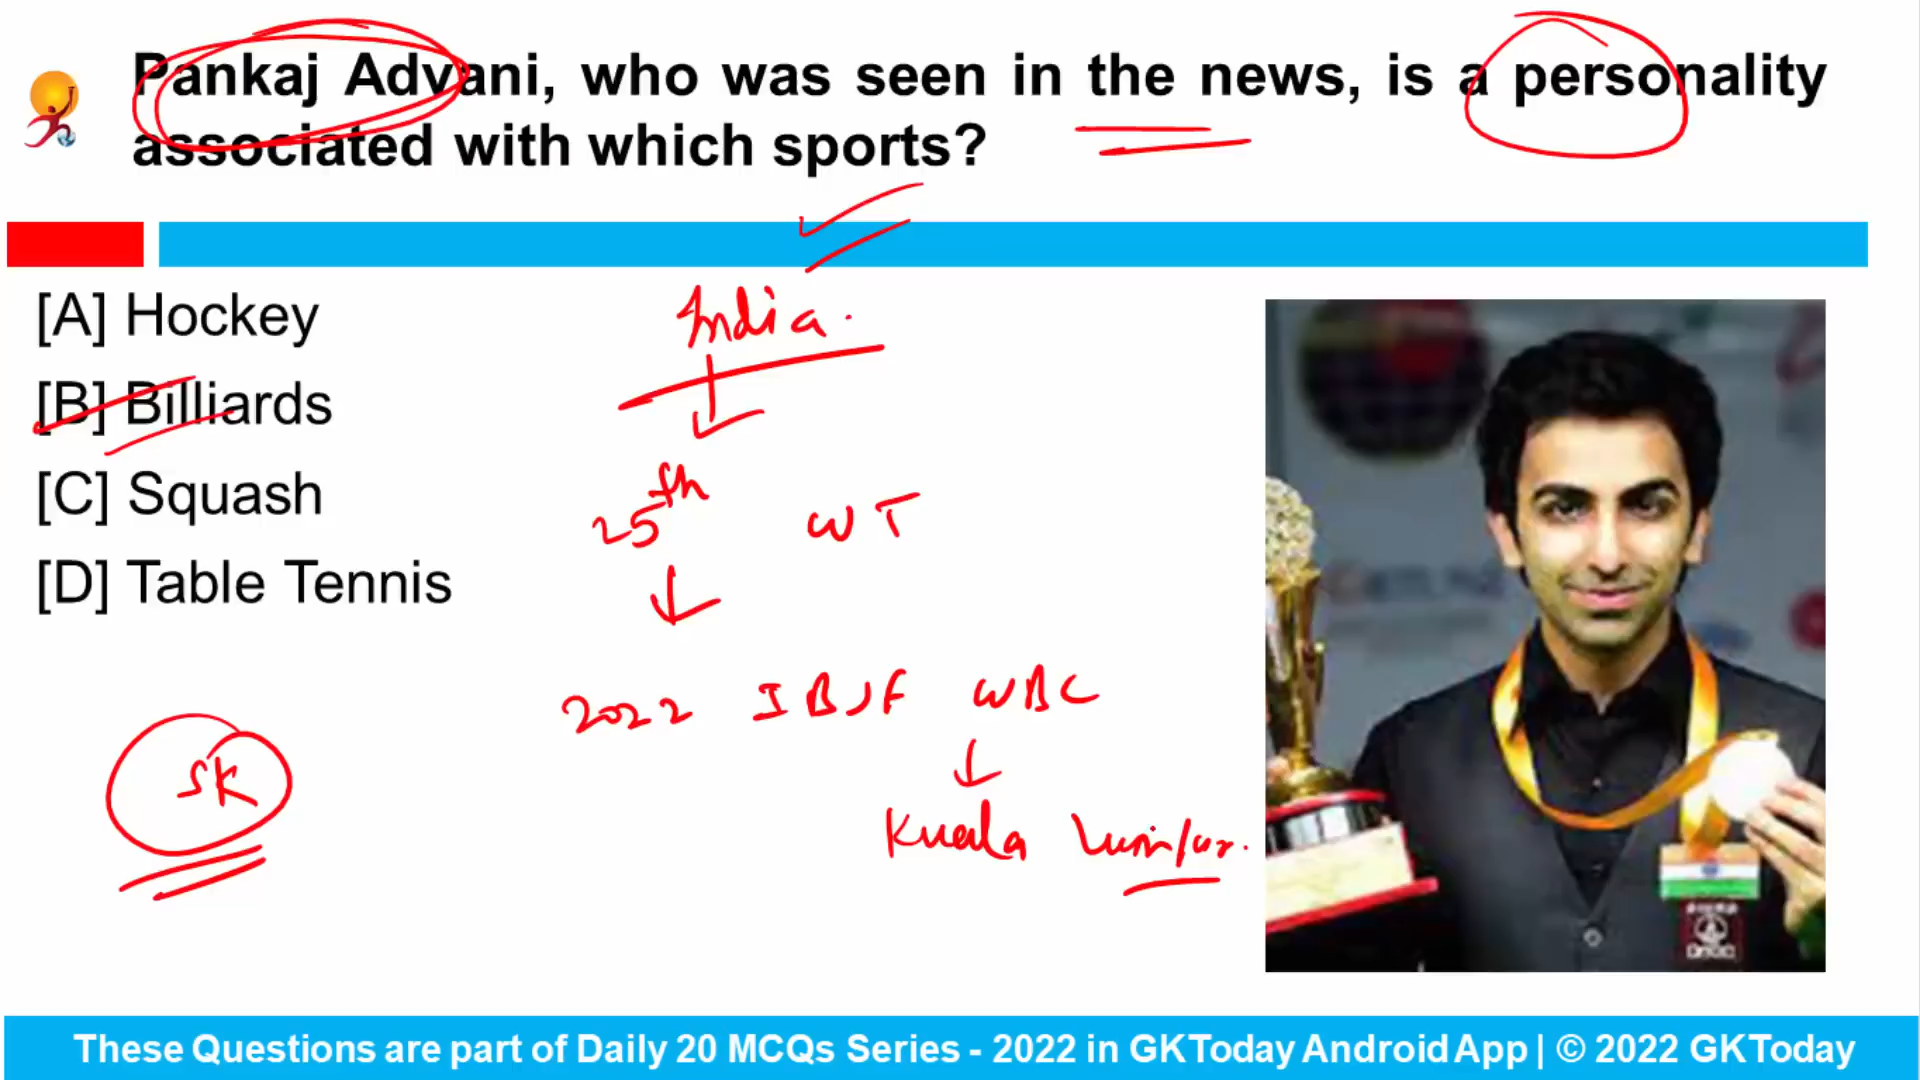 Pankaj Advani, who was seen in the news, is a personality
associated with which sports?
[A] Hockey
[B] Billiards
[C] Squash
[D] Table Tennis
India.
25th WT
2022 IBJF WBC
Kuala
SK
These Questions are part of Daily 20 MCQs Series - 2022 in GKToday Android App | © 2022 GKToday